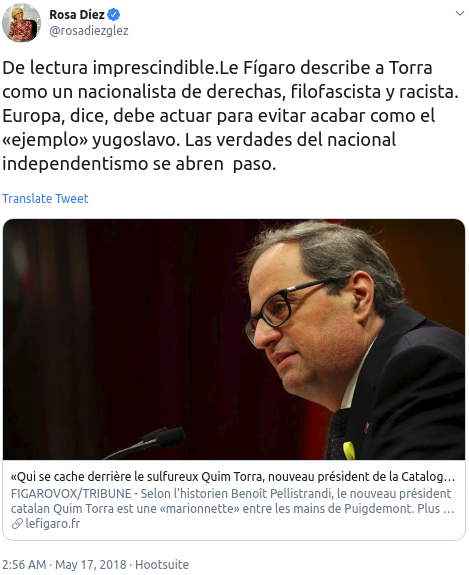 Rosa Díez
@rosadiezglez
De lectura imprescindible.Le Fígaro describe a Torra
como un nacionalista de derechas, filofascista y racista.
Europa, dice, debe actuar para evitar acabar como el
«ejemplo» yugoslavo. Las verdades del nacional
independentismo se abren  paso.
Translate Tweet
«Qui se cache derrière le sulfureux Quim Torra, nouveau président de la Catalog…
FIGAROVOX/TRIBUNE - Selon l'historien Benoît Pellistrandi, le nouveau président
catalan Quim Torra est une «marionnette» entre les mains de Puigdemont. Plus …
lefigaro.fr
2:56 AM · May 17, 2018 · Hootsuite